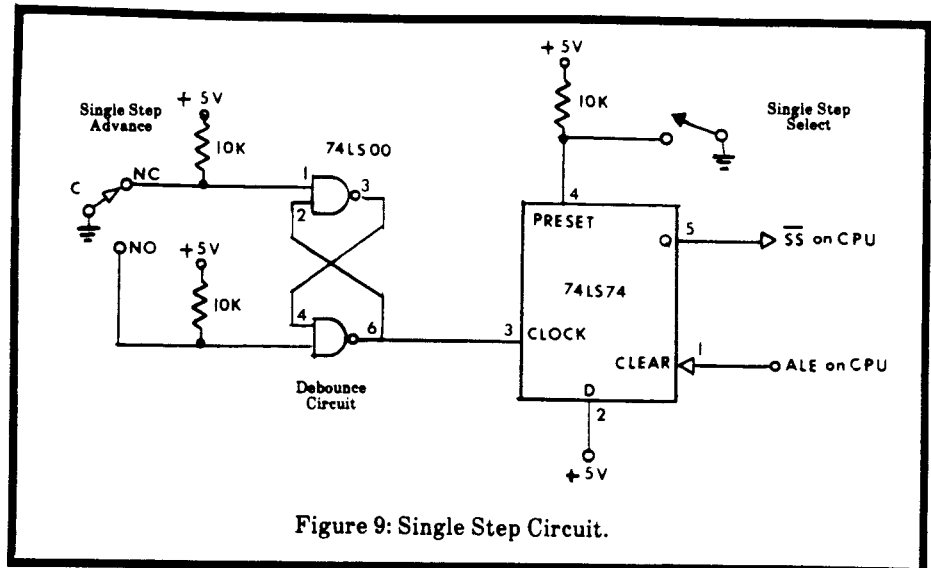 + 5V
10K
Single Step
Select
Single Step
Advance
+ 5V
10K
74LS00
C
NC
1
2
3
4
PRESET
Q
5
SS on CPU
NO
+5V
10K
74LS74
4
6
3
CLOCK
CLEAR
1
ALE on CPU
D
2
+ 5V
Debounce
Circuit
Figure 9: Single Step Circuit.